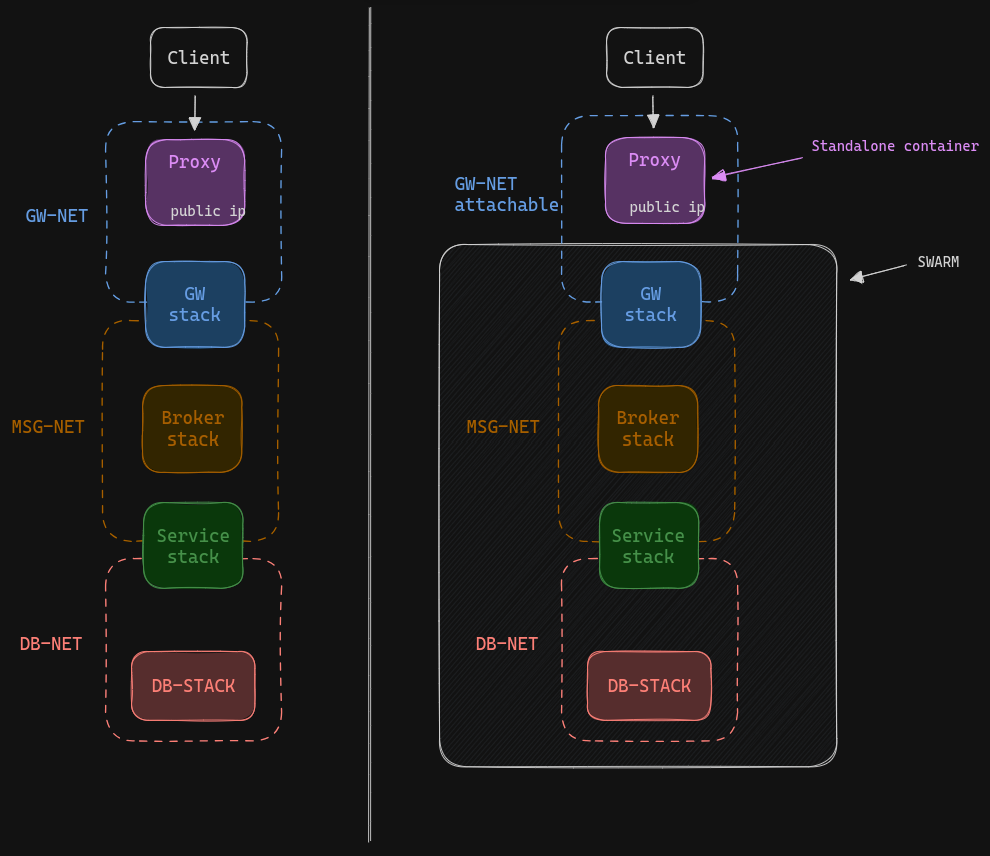 Client
Proxy
public ip
GW-NET
GW
stack
MSG-NET
Broker
stack
Service
stack
DB-NET
DB-STACK
Client
Standalone container
Proxy
GW-NET
attachable
public ip
SWARM
GW
stack
MSG-NET
Broker
stack
Service
stack
DB-NET
DB-STACK